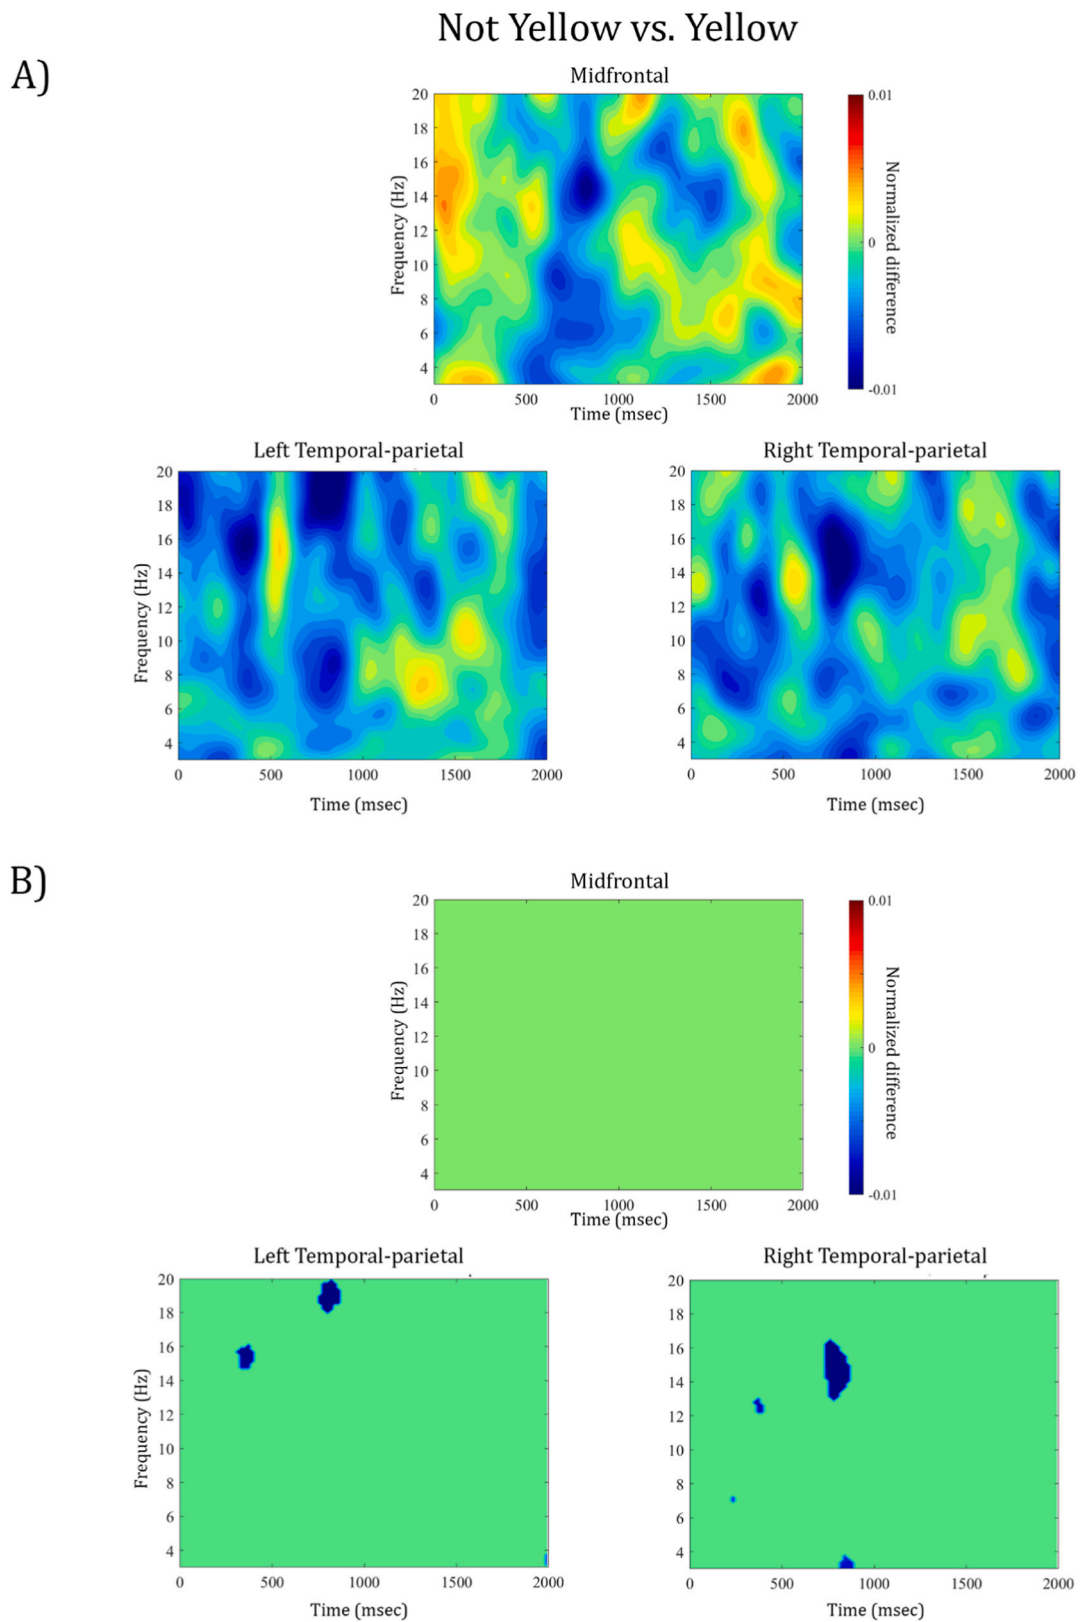 Not Yellow vs. Yellow
A)
Midfrontal
20
18
16
14
12
10
8
6
4
Frequency (Hz)
0 500 1000 1500 2000
Time (msec)
0.01
0
-0.01
Normalized difference
Left Temporal-parietal
20
18
16
14
12
10
8
6
4
Frequency (Hz)
0 500 1000 1500 2000
Time (msec)
Right Temporal-parietal
20
18
16
14
12
10
8
6
4
0 500 1000 1500 2000
Time (msec)
B)
Midfrontal
20
18
16
14
12
10
8
6
4
Frequency (Hz)
0 500 1000 1500 2000
Time (msec)
0.01
0
-0.01
Normalized difference
Left Temporal-parietal
20
18
16
14
12
10
8
6
4
Frequency (Hz)
0 500 1000 1500 2000
Time (msec)
Right Temporal-parietal
20
18
16
14
12
10
8
6
4
0 500 1000 1500 2000
Time (msec)